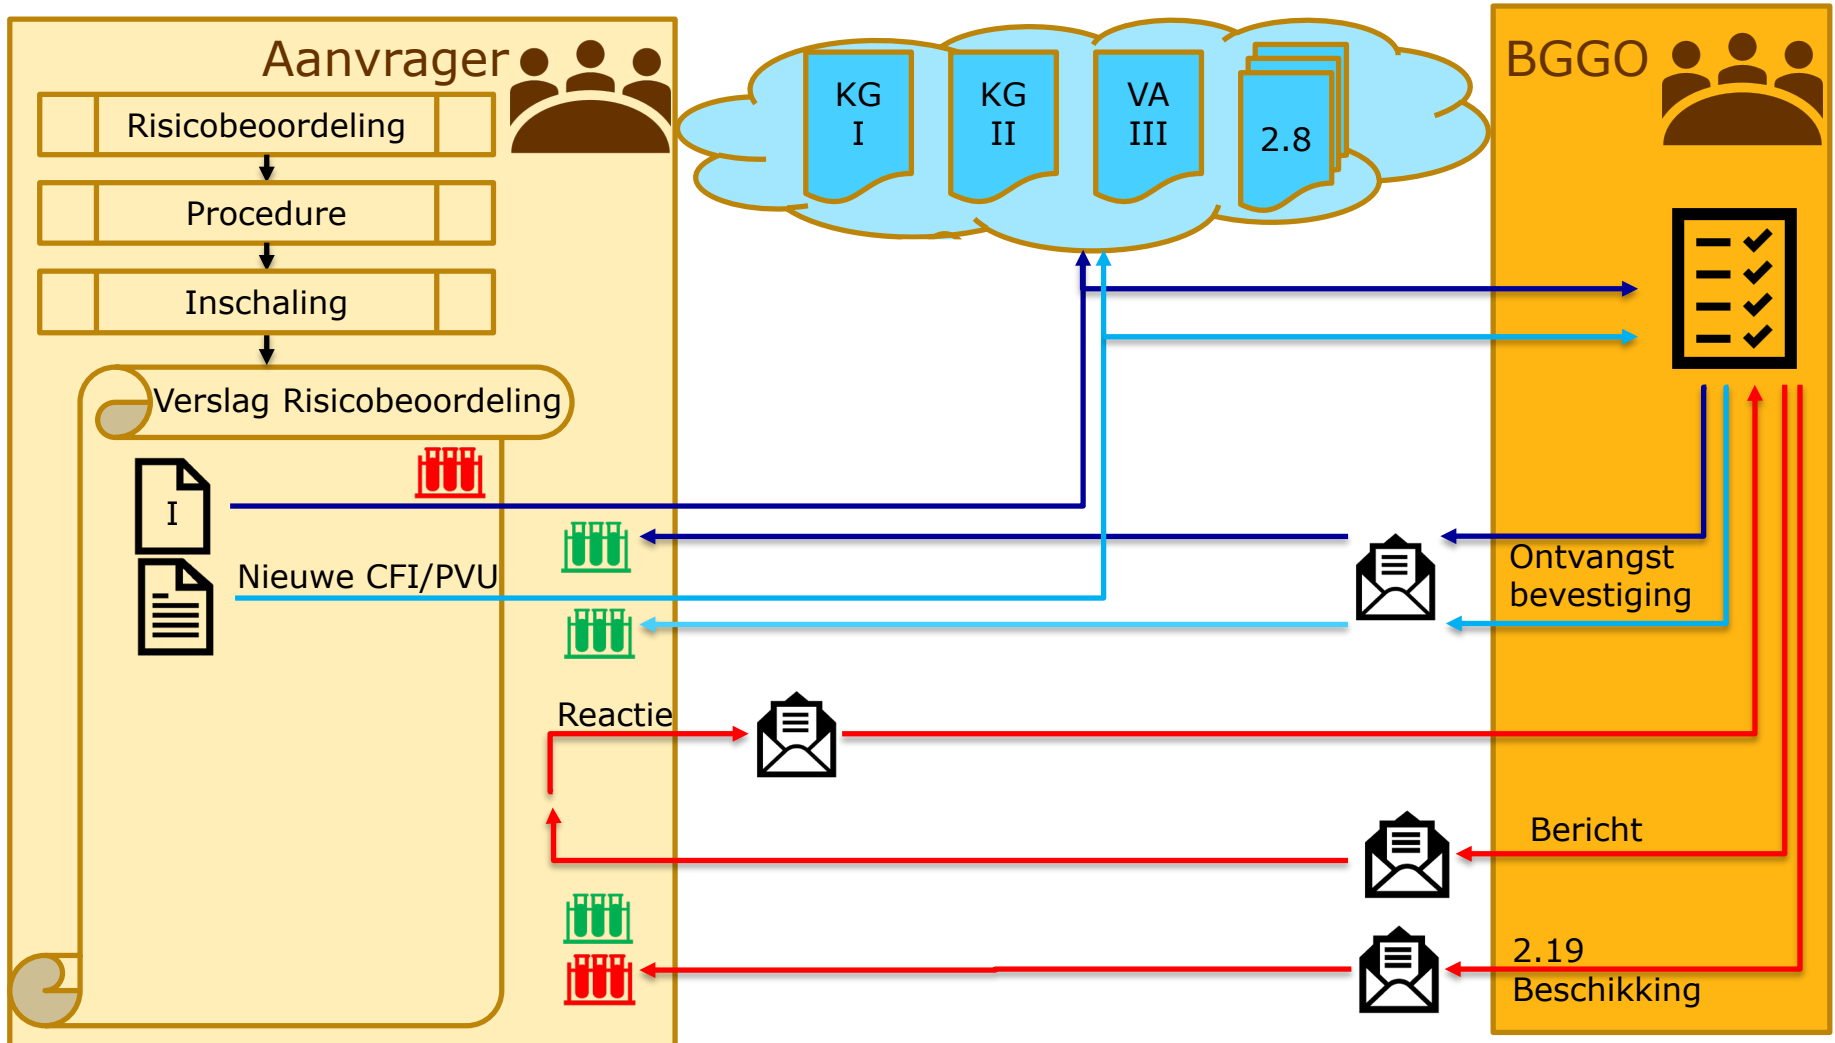 Aanvrager
Risicobeoordeling
Procedure
Inschaling
Verslag Risicobeoordeling
I
Nieuwe CFI/PVU
Reactie
KG
I
KG
II
VA
III
2.8
BGGO
Ontvangst
bevestiging
Bericht
2.19
Beschikking